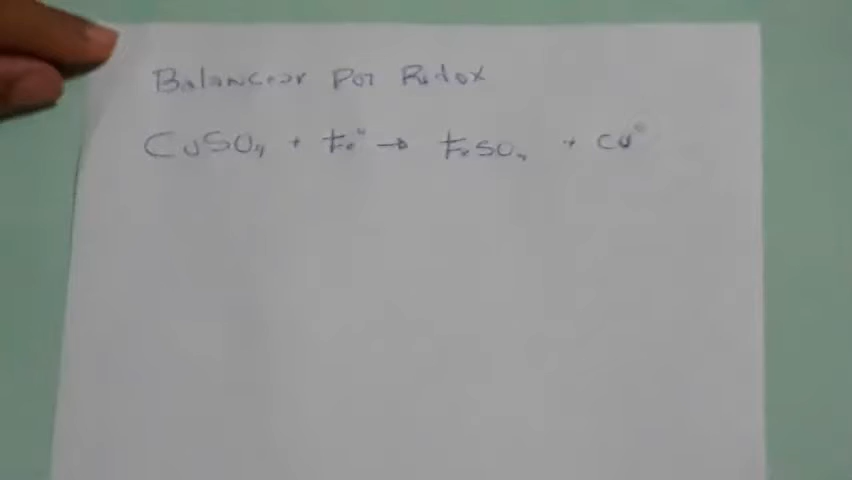 Balancear Por Redox
CuSO₄ + Fe° → FeSO₄ + Cu°